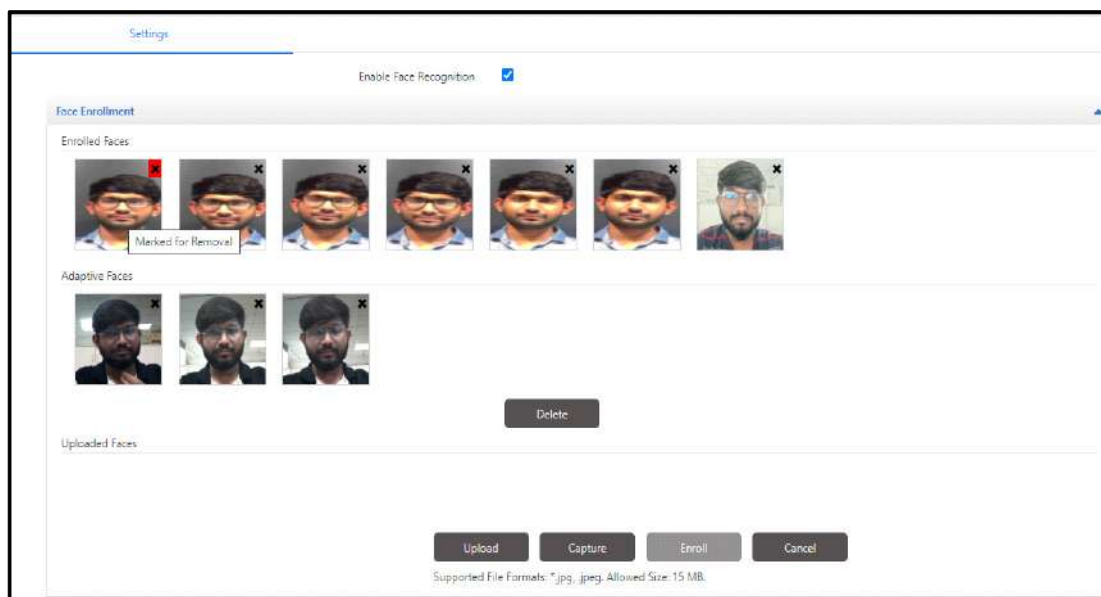 Settings
Enable Face Recognition
Face Enrollment
Enrolled Faces
Marked for Removal
Adaptive Faces
Delete
Uploaded Faces
Upload Capture Enroll Cancel
Supported File Formats: *.jpg, .jpeg. Allowed Size: 15 MB.